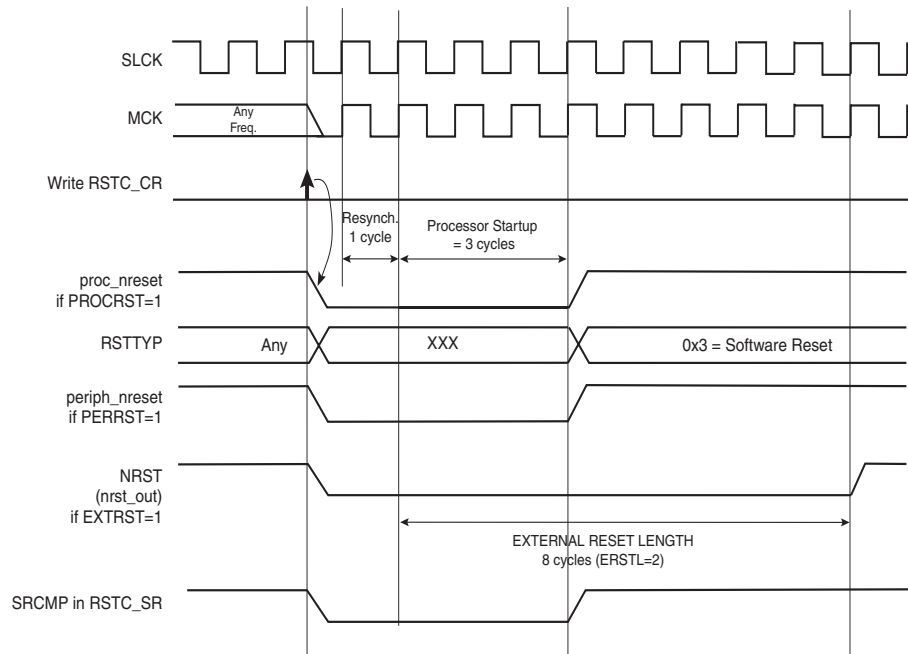 SLCK
MCK
Any
Freq.
Write RSTC_CR
Resynch.
1 cycle
Processor Startup
= 3 cycles
proc_nreset
if PROCRST=1
RSTTYP
Any
XXX
0x3 = Software Reset
periph_nreset
if PERRST=1
NRST
(nrst_out)
if EXTRST=1
EXTERNAL RESET LENGTH
8 cycles (ERSTL=2)
SRCMP in RSTC_SR